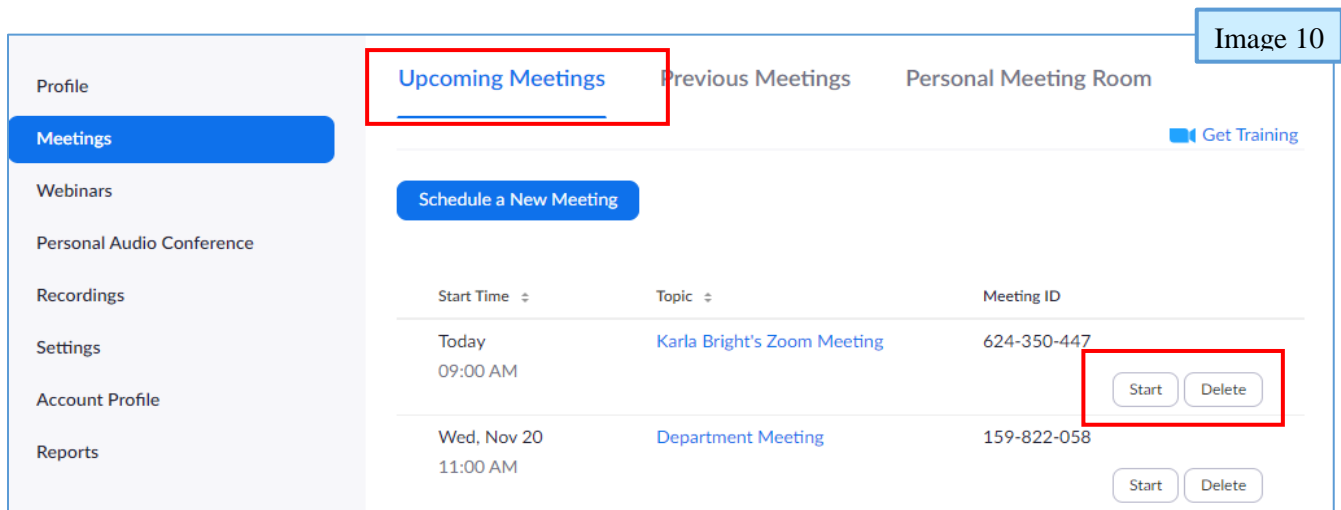 Image 10
Profile
Meetings
Webinars
Personal Audio Conference
Recordings
Settings
Account Profile
Reports
Upcoming Meetings Previous Meetings Personal Meeting Room
Get Training
Schedule a New Meeting
Start Time Topic Meeting ID
Today Karla Bright's Zoom Meeting 624-350-447
09:00 AM
Start Delete
Wed, Nov 20 Department Meeting 159-822-058
11:00 AM
Start Delete